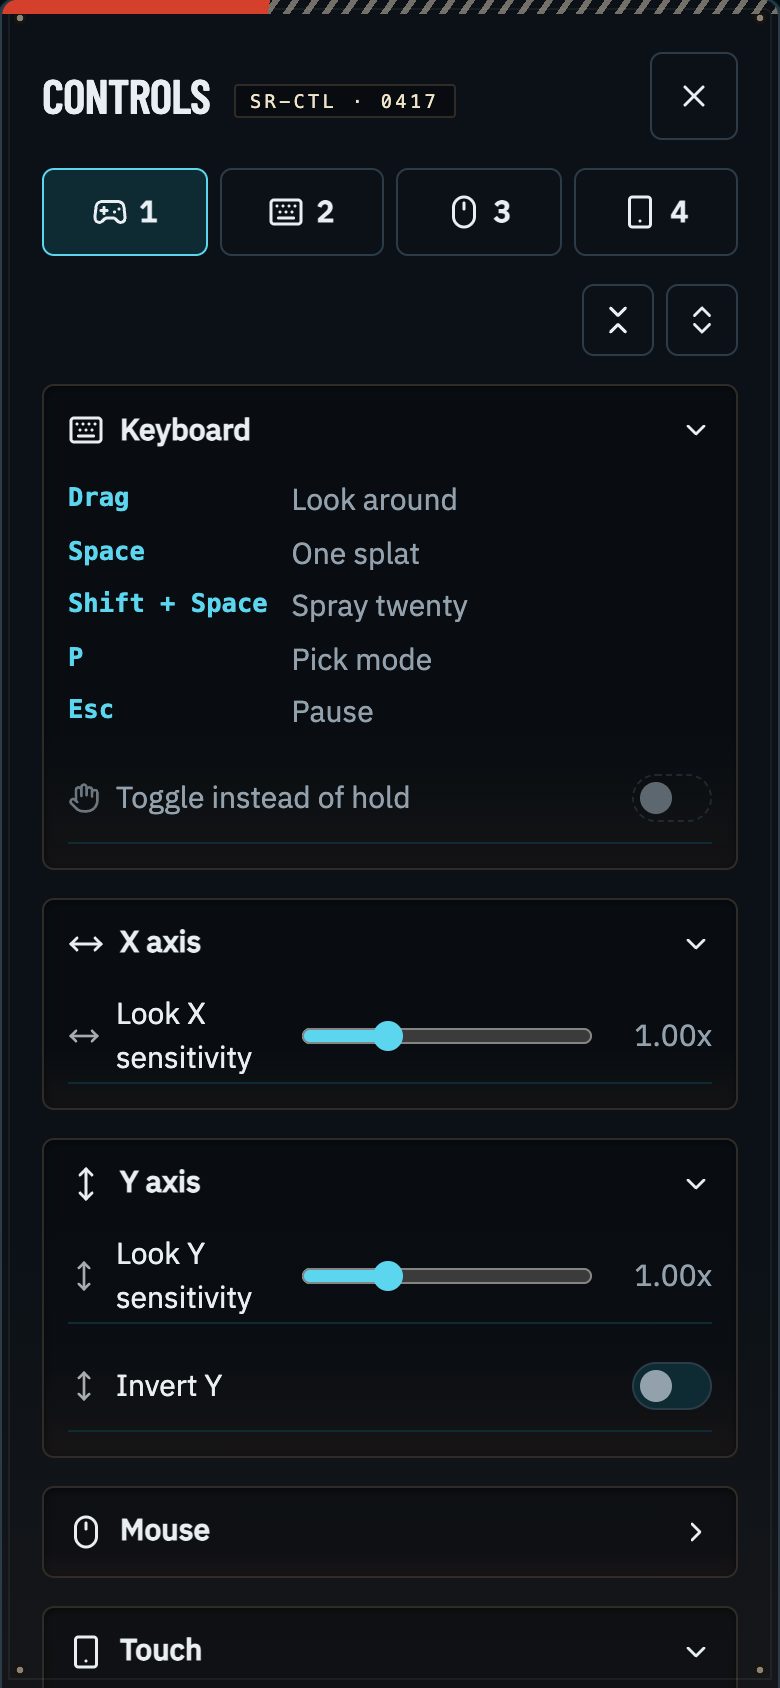 CONTROLS
SR-CTL · 0417
1
2
3
4
Keyboard
Drag Look around
Space One splat
Shift + Space Spray twenty
P Pick mode
Esc Pause
Toggle instead of hold
X axis
Look X
sensitivity
1.00x
Y axis
Look Y
sensitivity
1.00x
Invert Y
Mouse
Touch